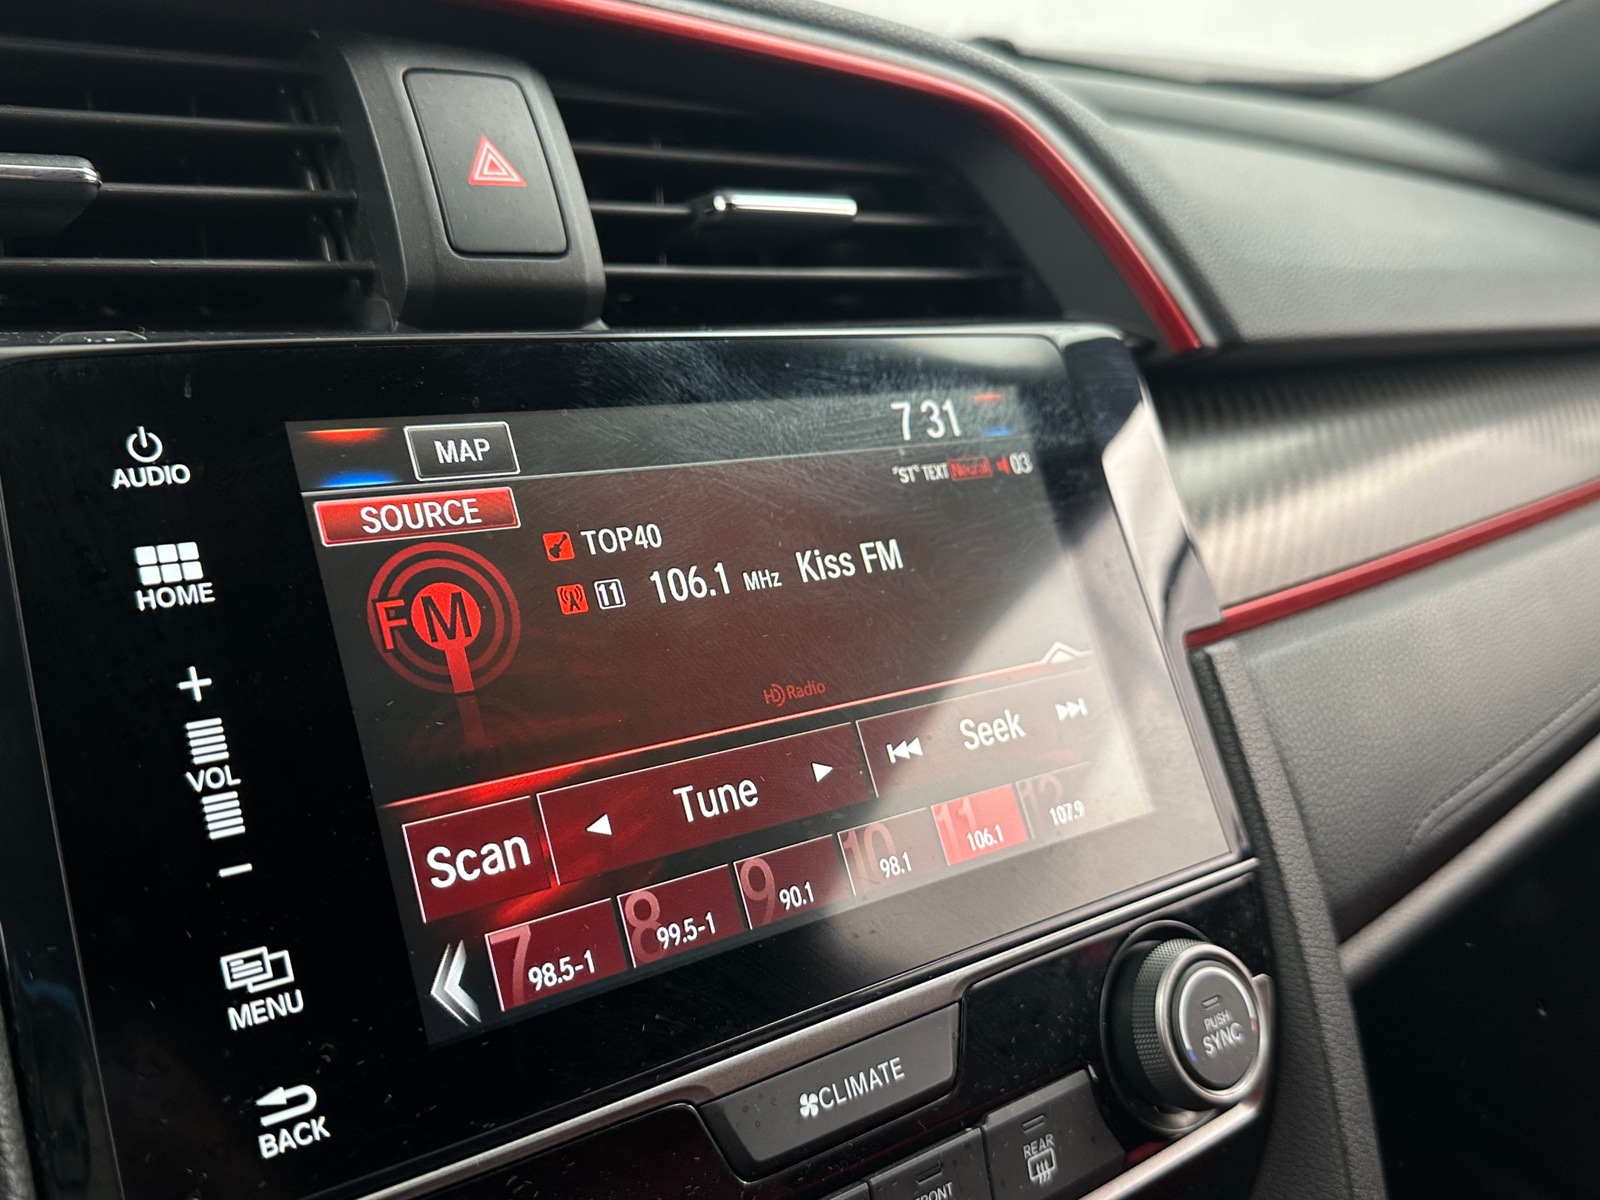 AUDIO
HOME
+
VOL
-
MENU
BACK
MAP
7 31
"ST" TEXT Neural 03
SOURCE
FM
TOP40
11 106.1 MHz Kiss FM
HD Radio
Scan
Tune
Seek
7 98.5-1
8 99.5-1
9 90.1
10 98.1
11 106.1
12 107.9
CLIMATE
PUSH
SYNC
FRONT
REAR